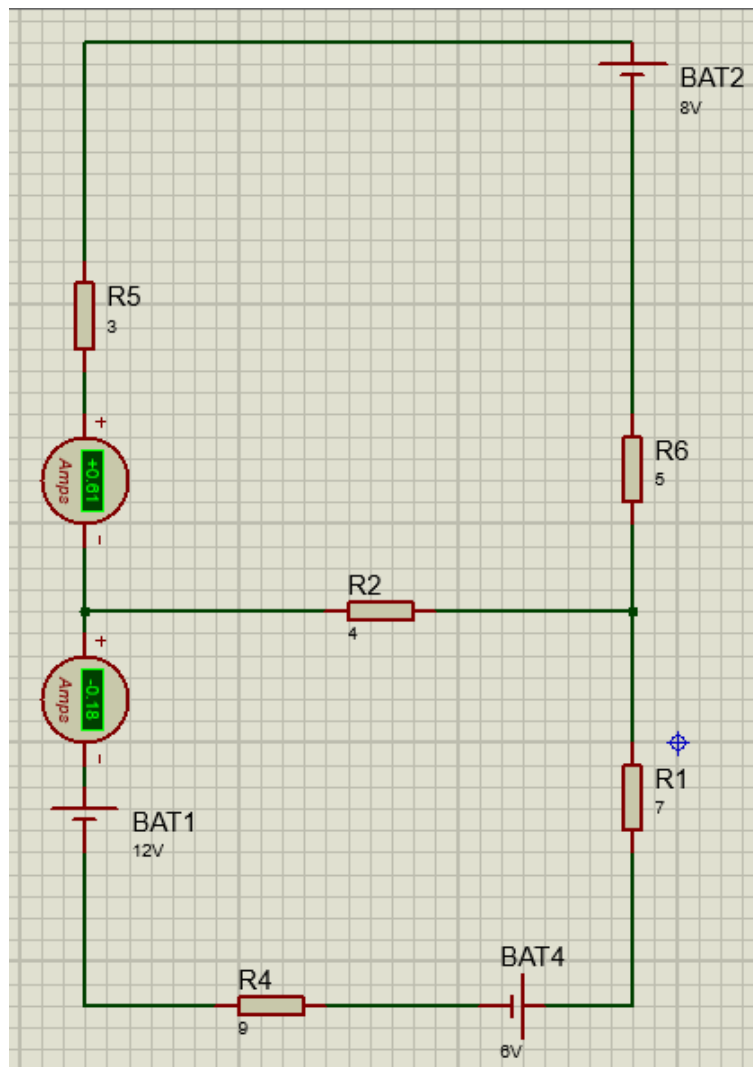 BAT2
8V
R5
3
+
+0.61
Amps
-
R6
5
R2
4
+
-0.18
Amps
-
R1
7
BAT1
12V
BAT4
R4
9
6V